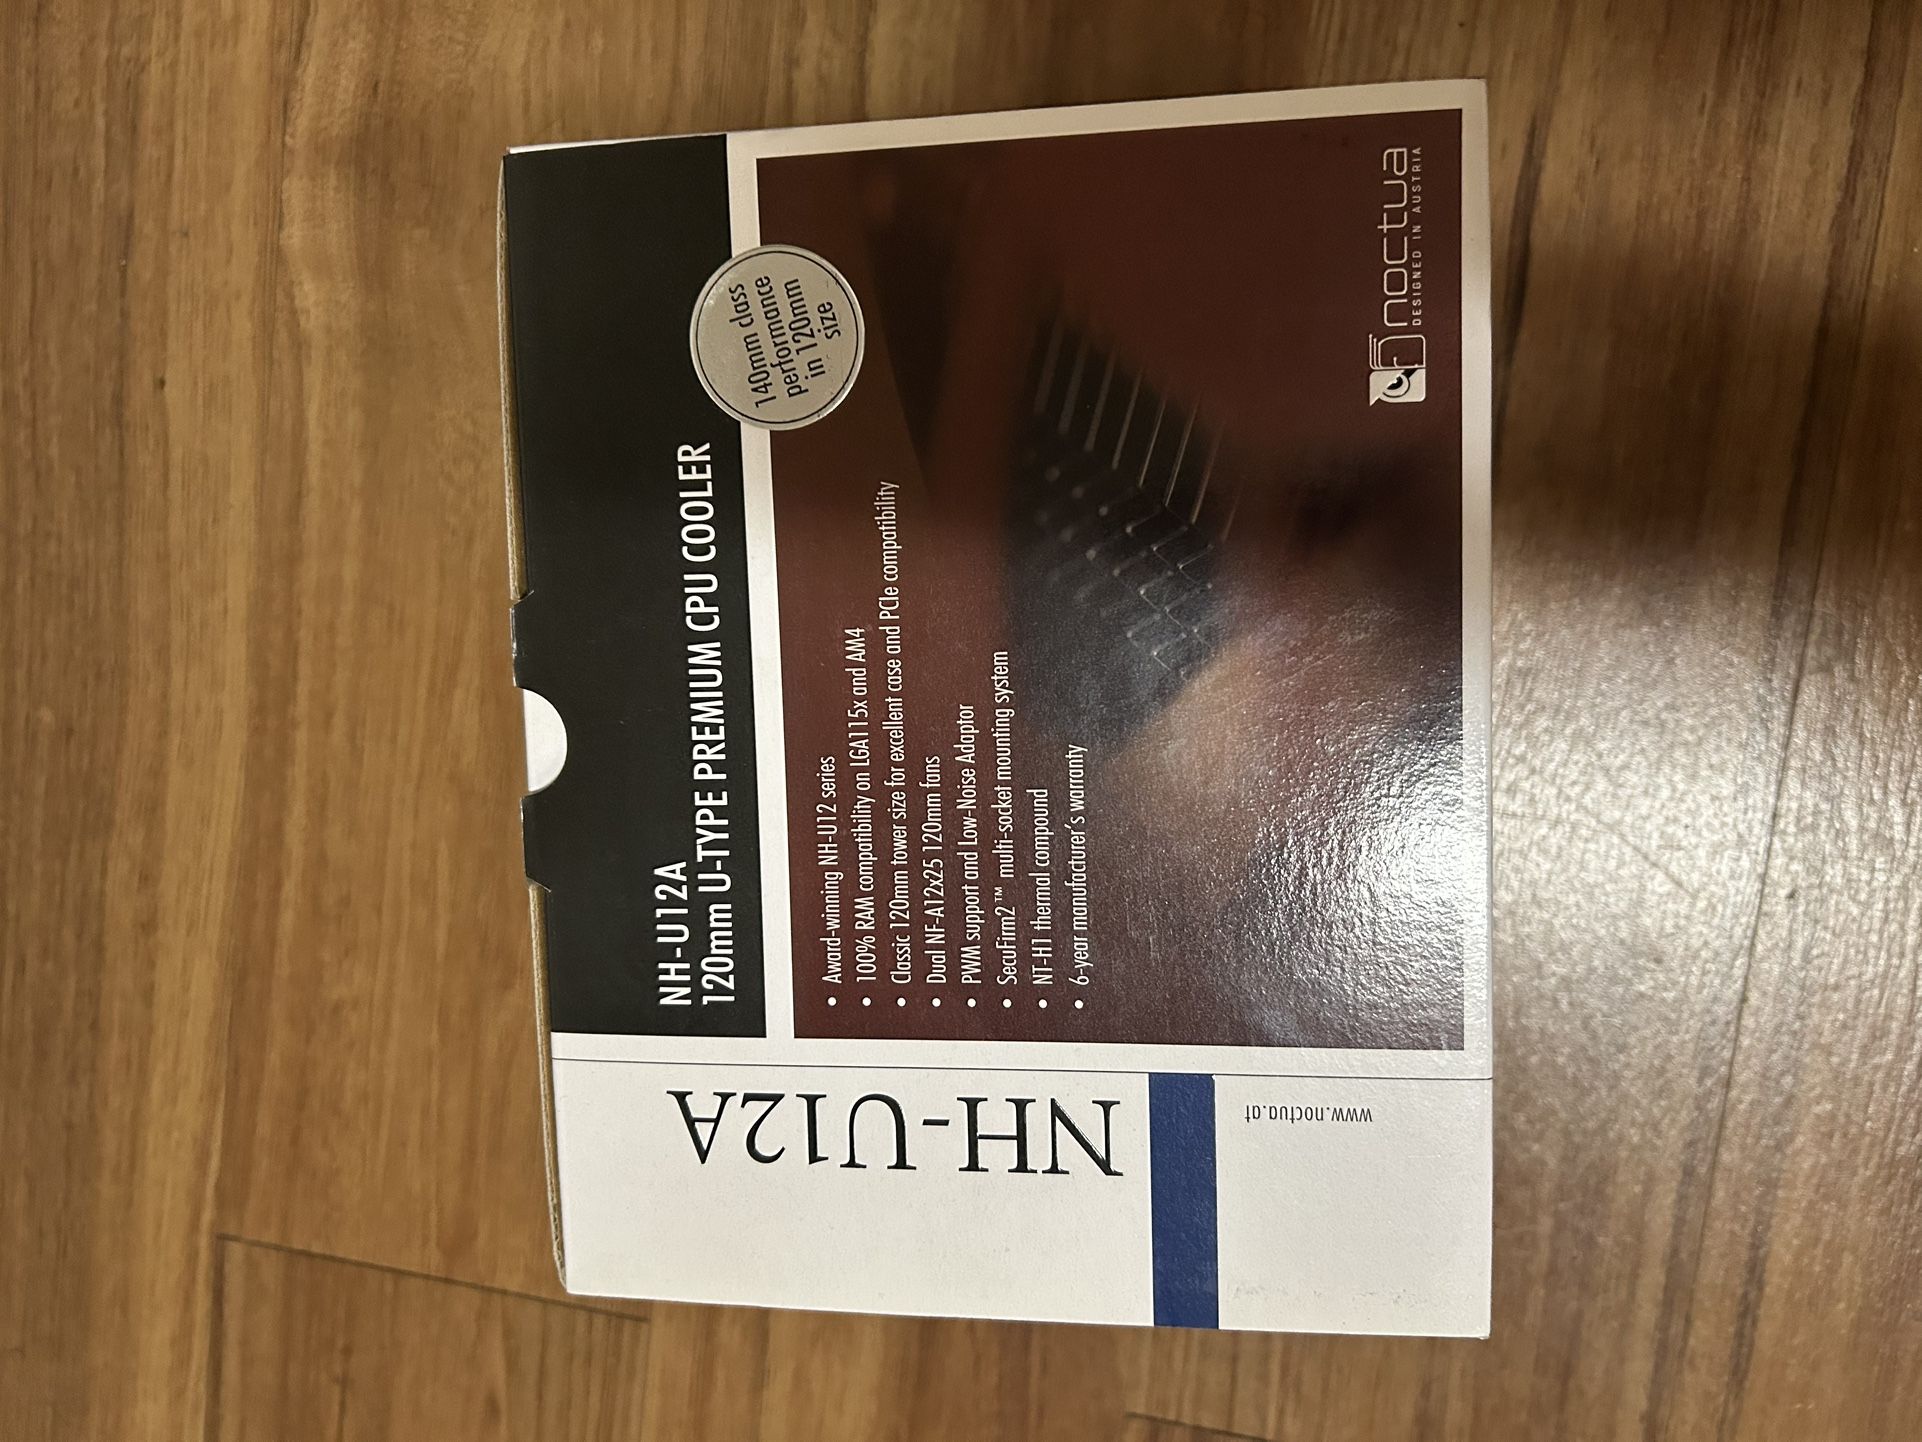 NH-U12A
120mm U-TYPE PREMIUM CPU COOLER
140mm class
performance
in 120mm
size
• Award-winning NH-U12 series
• 100% RAM compatibility on LGA115x and AM4
• Classic 120mm tower size for excellent case and PCIe compatibility
• Dual NF-A12x25 120mm fans
• PWM support and Low-Noise Adaptor
• SecuFirm2™ multi-socket mounting system
• NT-H1 thermal compound
• 6-year manufacturer's warranty
noctua
DESIGNED IN AUSTRIA
NH-U12A
www.noctua.at